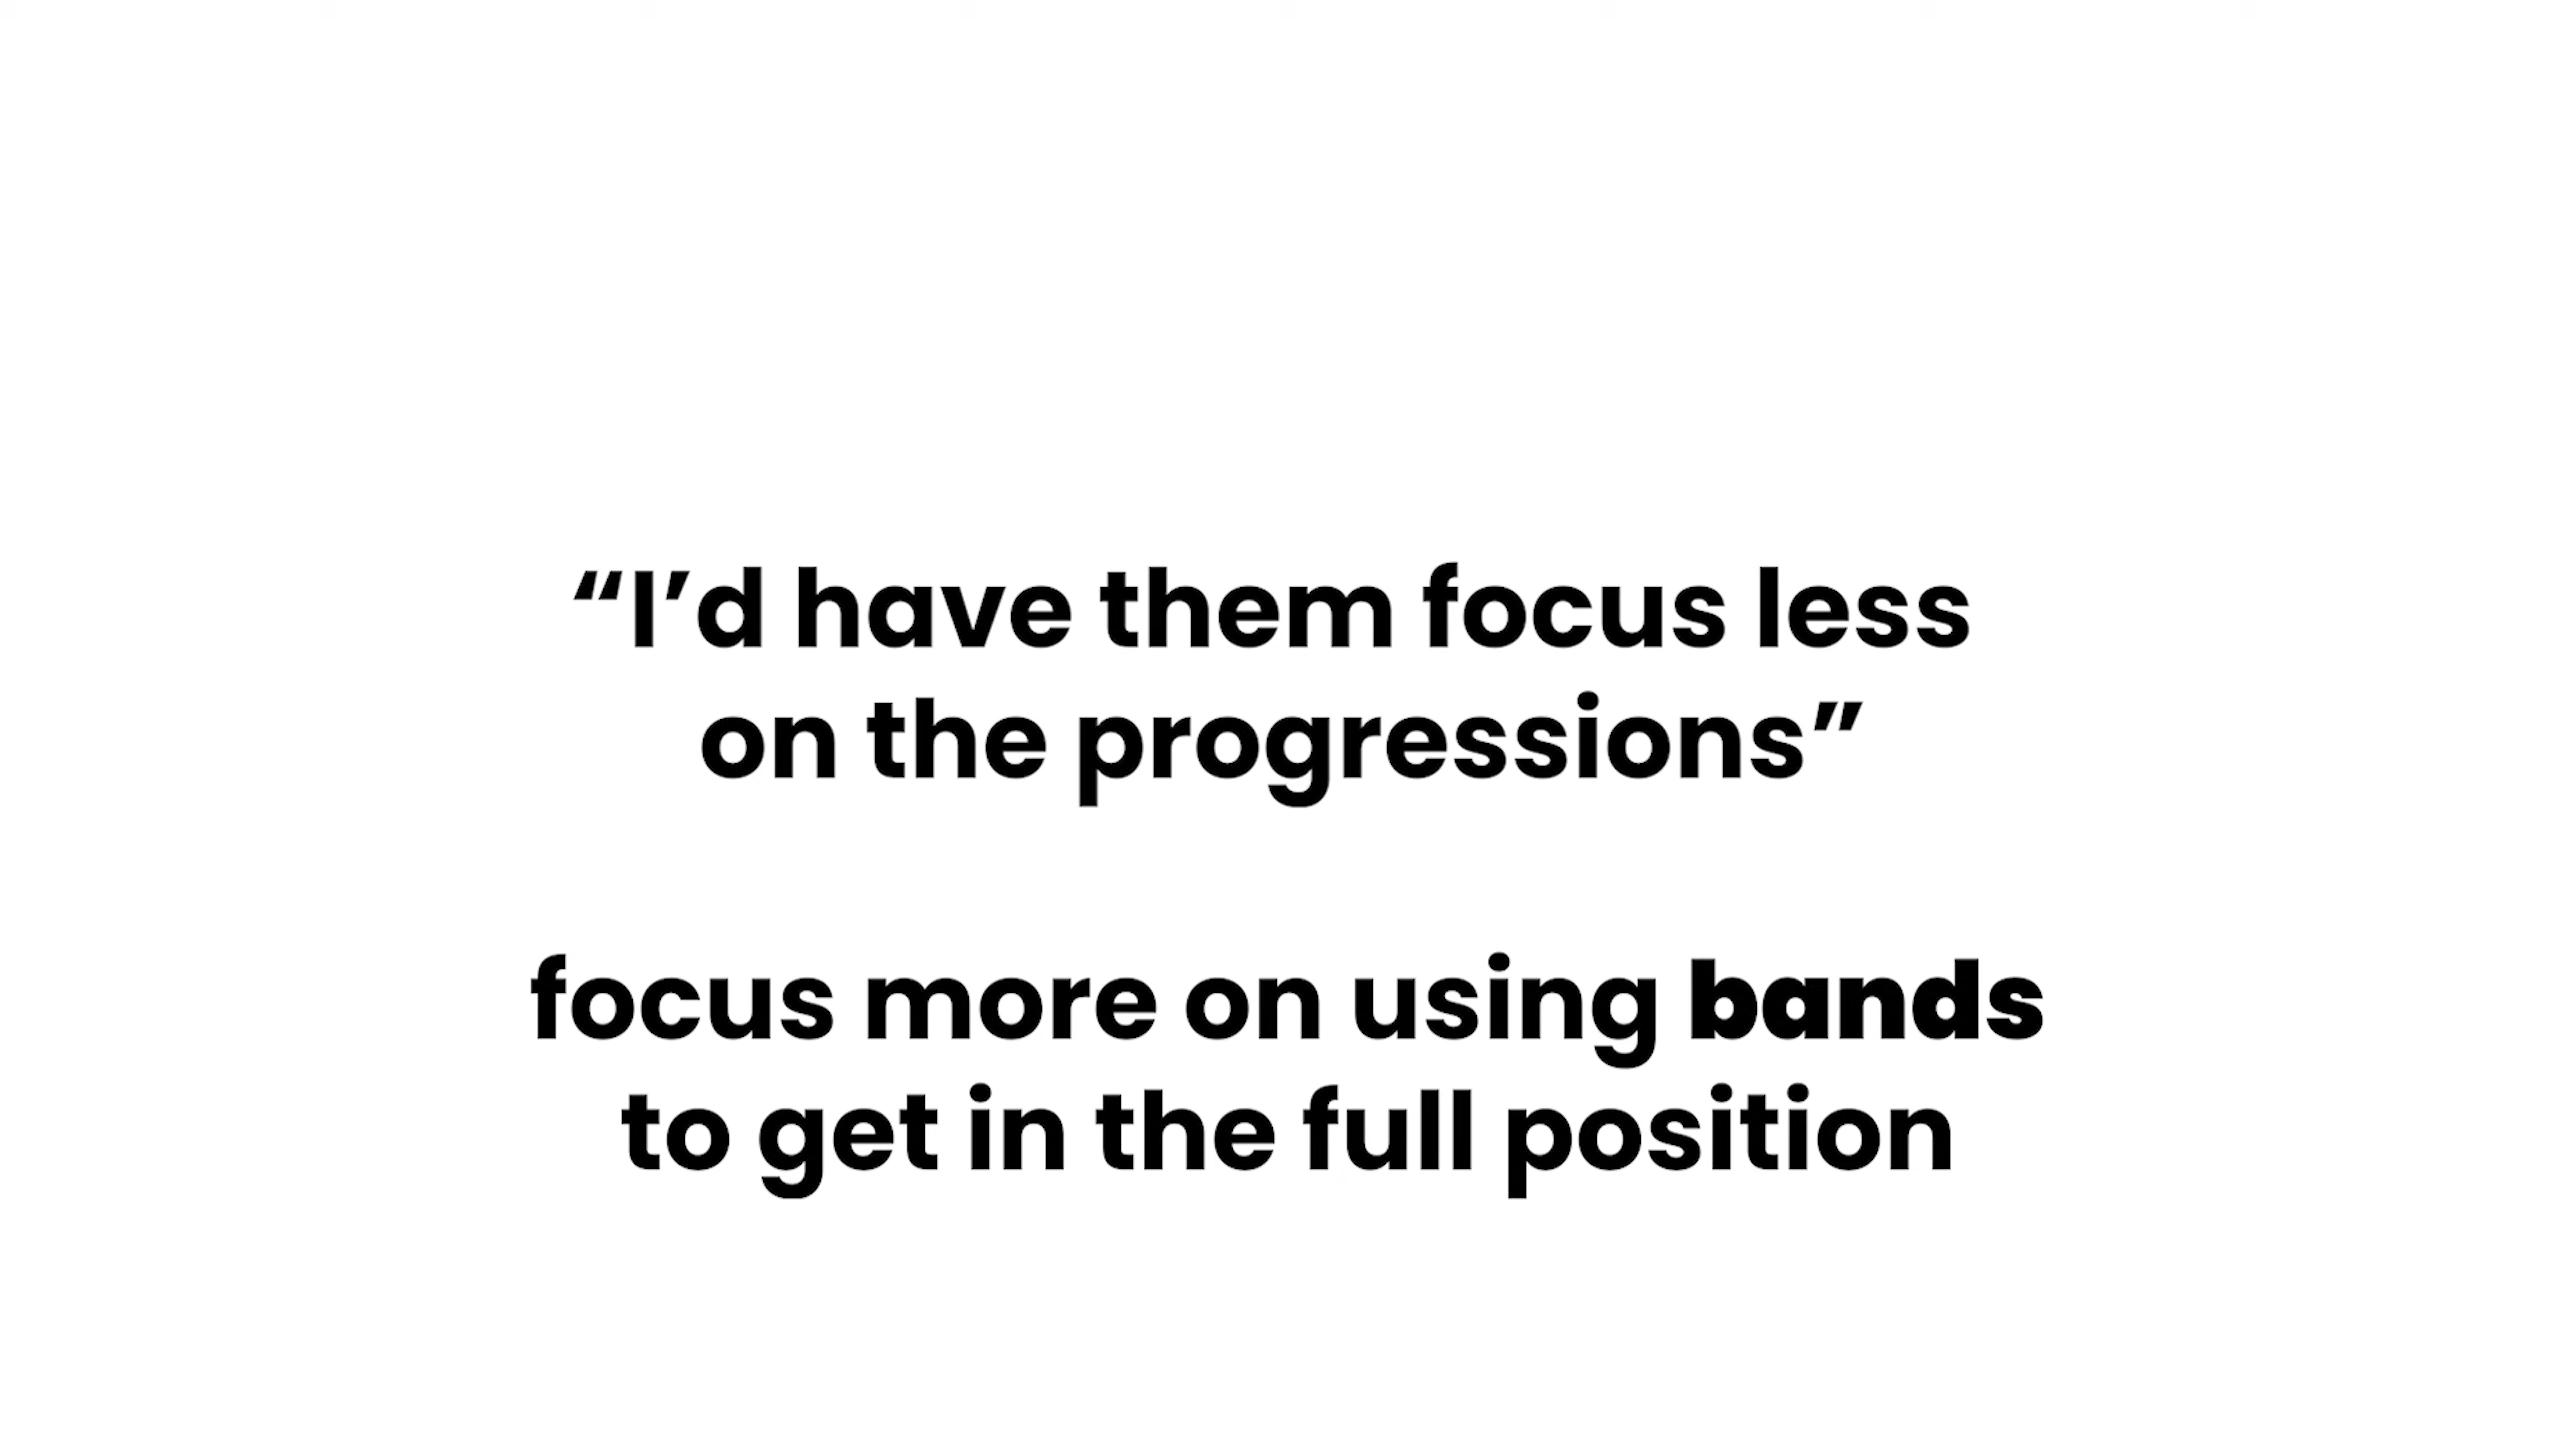 “I’d have them focus less
on the progressions”
focus more on using bands
to get in the full position